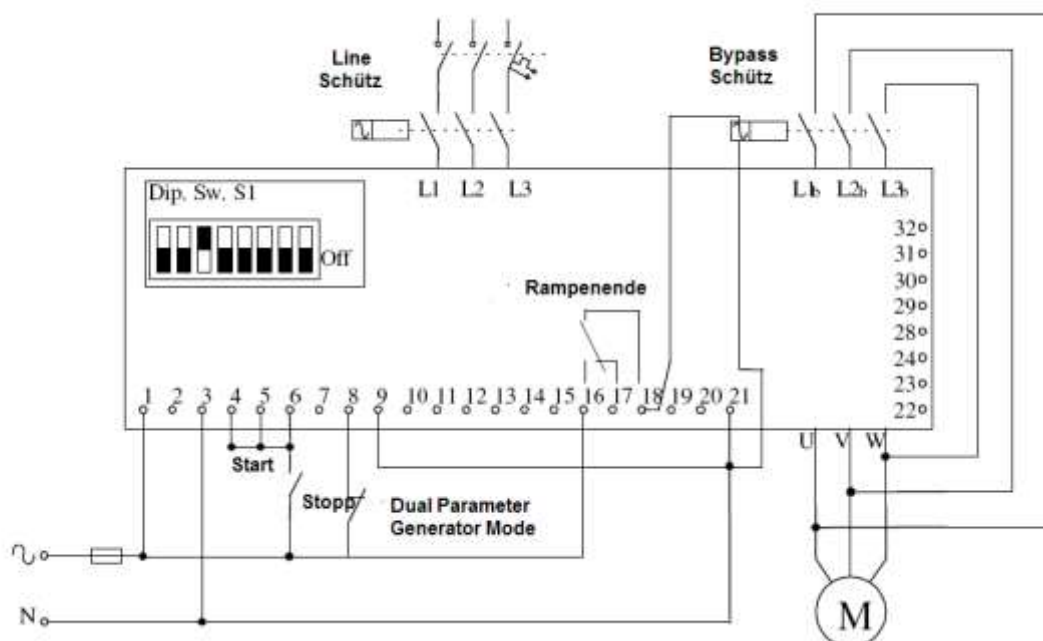 Line
Schütz
Bypass
Schütz
Dip, Sw, S1
Off
L1 L2 L3
L1b L2b L3b
32
31
30
29
28
24
23
22
Rampenende
1 2 3 4 5 6 7 8 9 10 11 12 13 14 15 16 17 18 19 20 21
U V W
Start
Stopp
Dual Parameter
Generator Mode
N
M